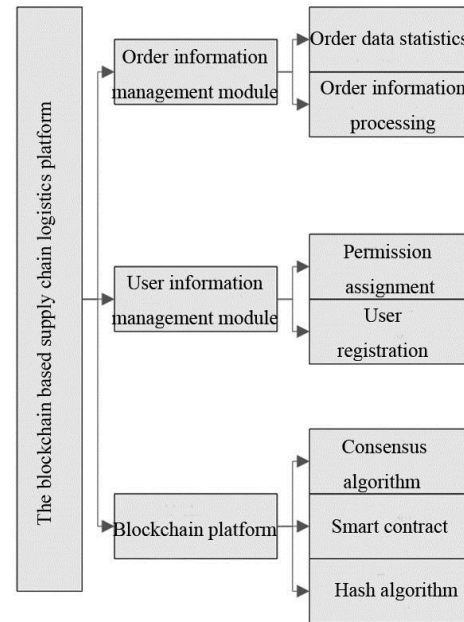 The blockchain based supply chain logistics platform
Order information
management module
Order data statistics
Order information
processing
User information
management module
Permission
assignment
User
registration
Blockchain platform
Consensus
algorithm
Smart contract
Hash algorithm